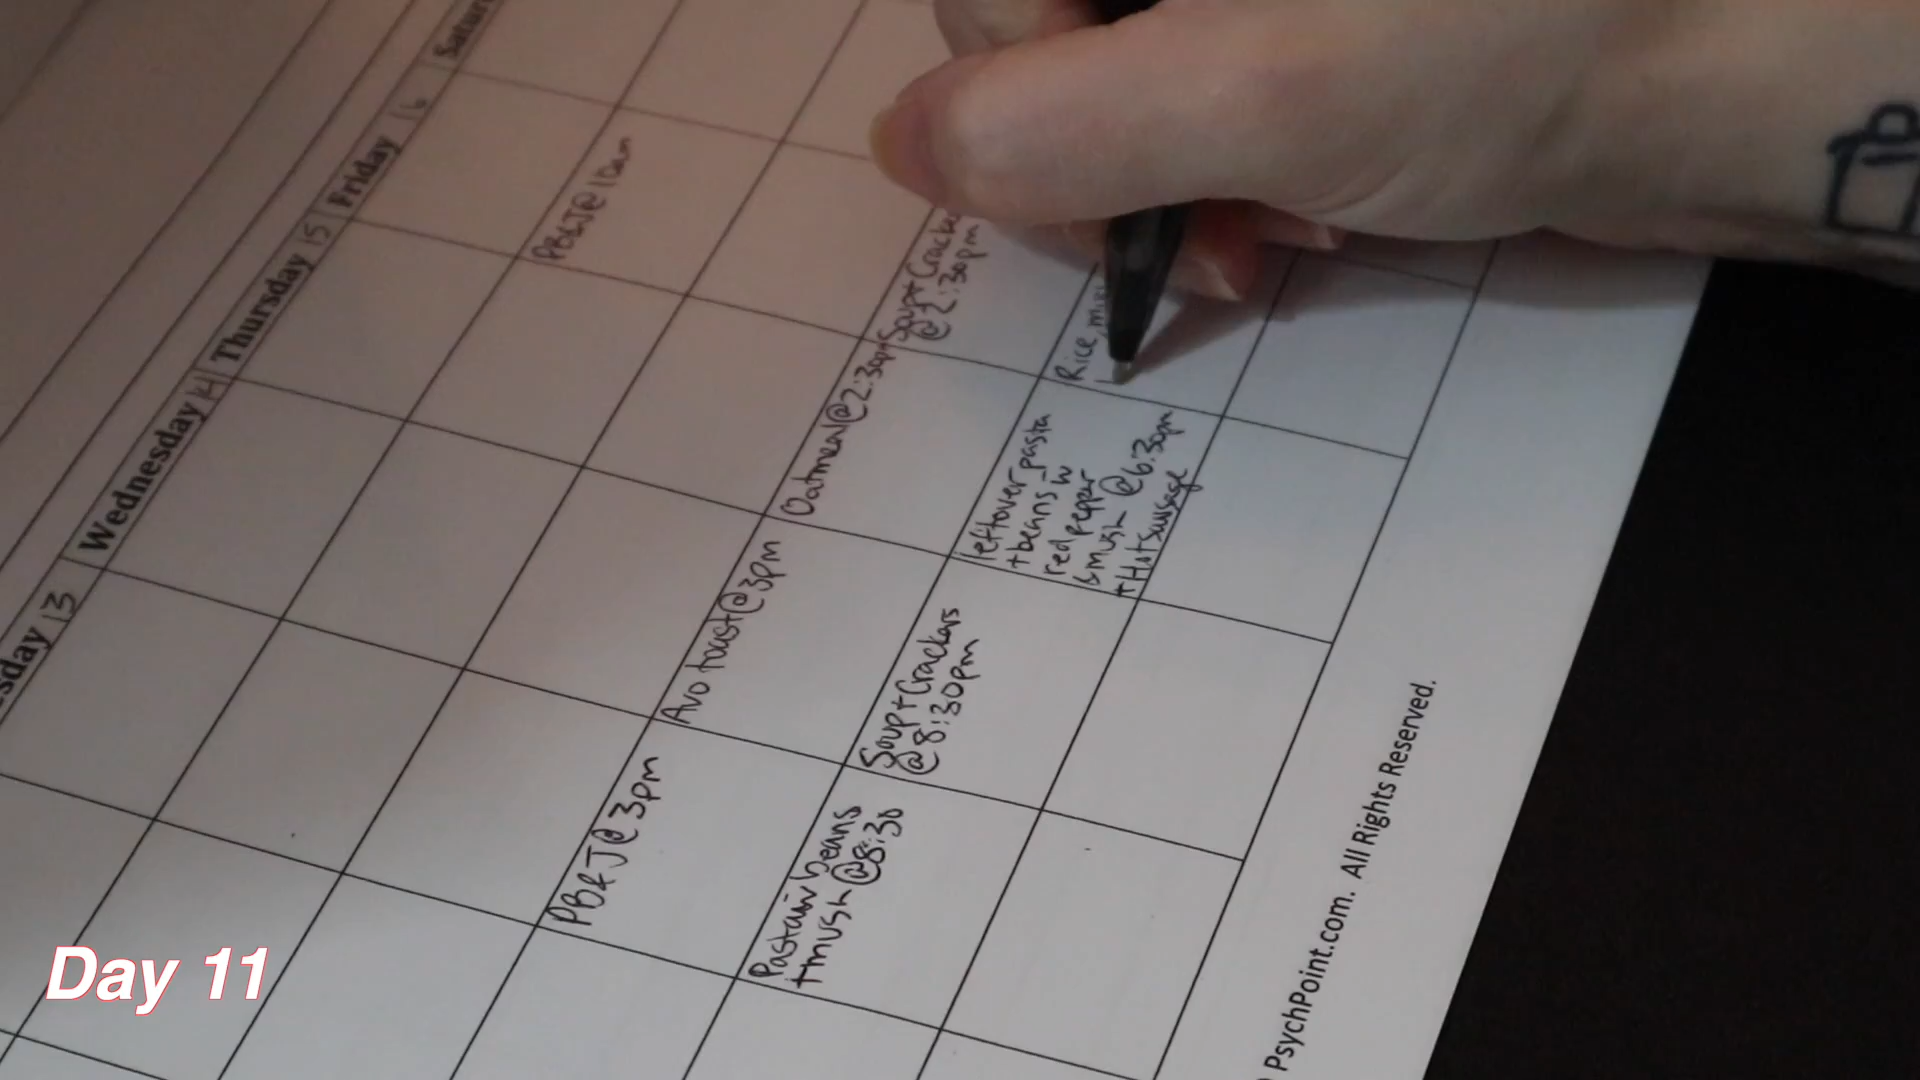 sday 13
Wednesday 14
Thursday 15
Friday 16
PB&J @ 3pm
Avo toast @ 3pm
Oatmeal @ 2:30pm
PB&J @ 10am
beans
+ mush @ 8:30
Soup + Crackers
@ 8:30pm
leftover pasta
+ beans w
red pepper
& mush @ 6:30pm
+ Hot sausage
Soup + Cracke
@ 2:30pm
Rice,
PsychPoint.com. All Rights Reserved.
Day 11